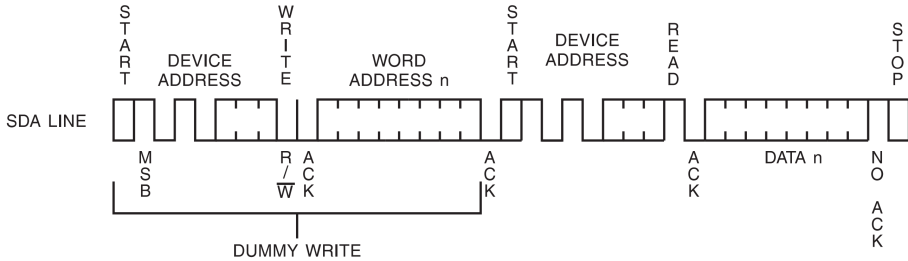 START
DEVICE
ADDRESS
WRITE
WORD
ADDRESS n
START
DEVICE
ADDRESS
READ
STOP
SDA LINE
MSB
R/W
ACK
ACK
ACK
DATA n
NO ACK
DUMMY WRITE